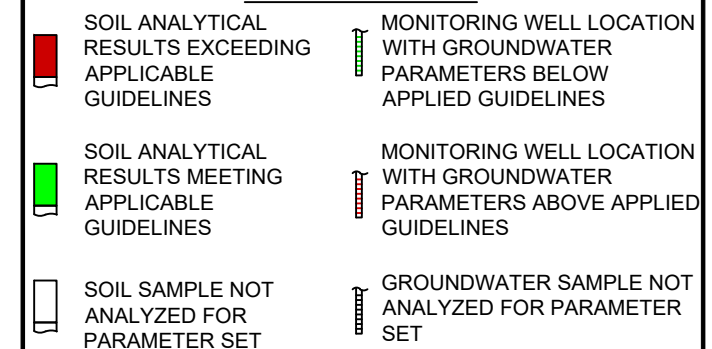 SOIL ANALYTICAL
RESULTS EXCEEDING
APPLICABLE
GUIDELINES
MONITORING WELL LOCATION
WITH GROUNDWATER
PARAMETERS BELOW
APPLIED GUIDELINES
SOIL ANALYTICAL
RESULTS MEETING
APPLICABLE
GUIDELINES
MONITORING WELL LOCATION
WITH GROUNDWATER
PARAMETERS ABOVE APPLIED
GUIDELINES
SOIL SAMPLE NOT
ANALYZED FOR
PARAMETER SET
GROUNDWATER SAMPLE NOT
ANALYZED FOR PARAMETER
SET